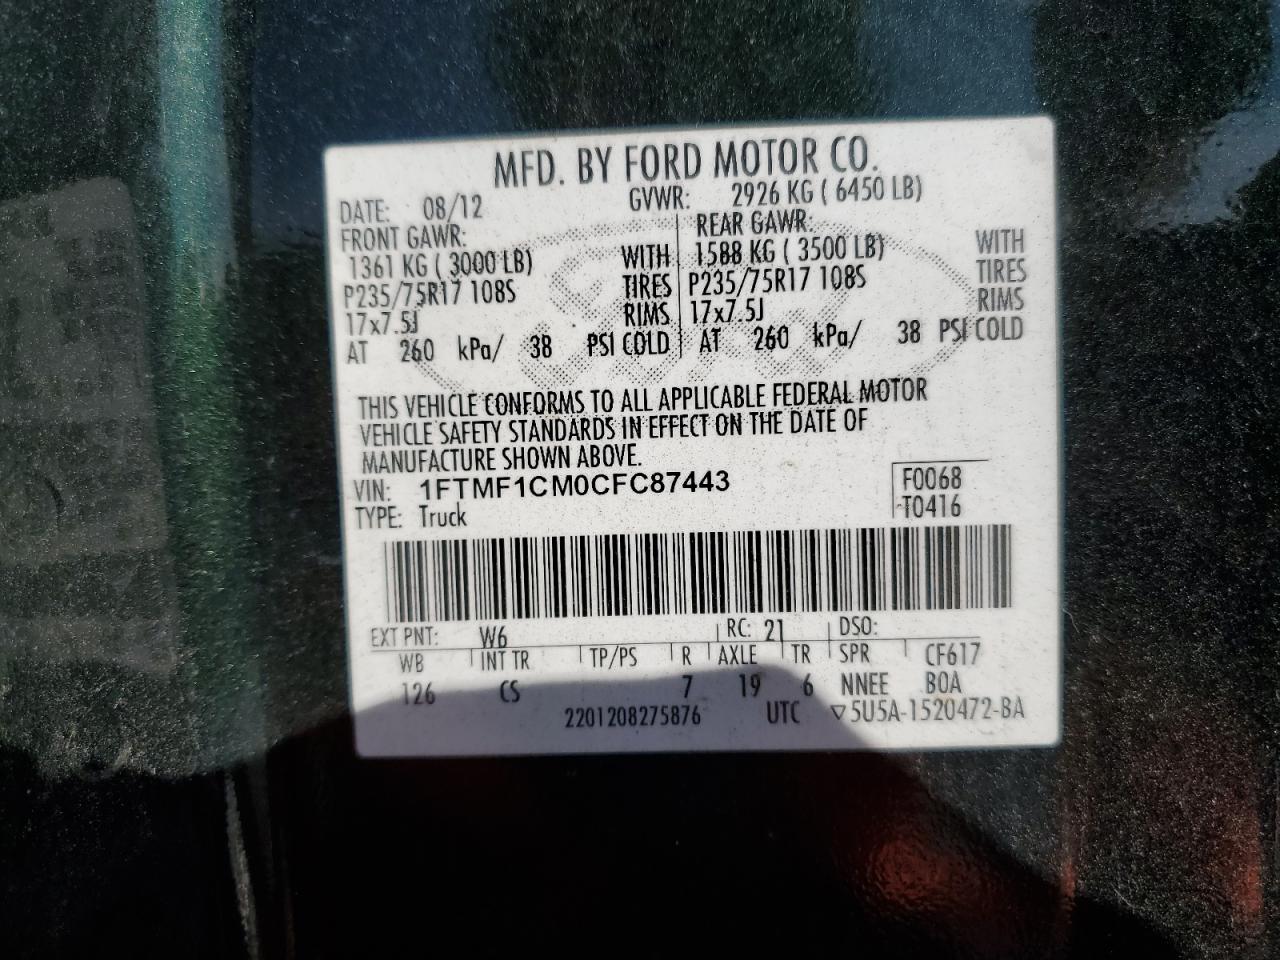 MFD. BY FORD MOTOR CO.
DATE: 08/12 GVWR: 2926 KG ( 6450 LB)
FRONT GAWR: REAR GAWR:
1361 KG ( 3000 LB) WITH 1588 KG ( 3500 LB) WITH
P235/75R17 108S TIRES P235/75R17 108S TIRES
17x7.5J RIMS 17x7.5J RIMS
AT 260 kPa/ 38 PSI COLD AT 260 kPa/ 38 PSI COLD
THIS VEHICLE CONFORMS TO ALL APPLICABLE FEDERAL MOTOR
VEHICLE SAFETY STANDARDS IN EFFECT ON THE DATE OF
MANUFACTURE SHOWN ABOVE.
VIN: 1FTMF1CM0CFC87443 F0068
TYPE: Truck T0416
EXT PNT: W6 RC: 21 DSO:
WB INT TR TP/PS R AXLE TR SPR CF617
126 CS 7 19 6 NNEE BOA
2201208275876 UTC ▽5U5A-1520472-BA